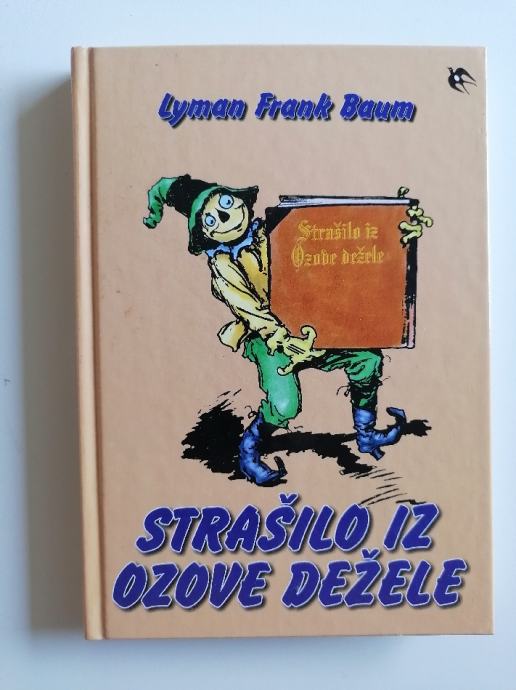 Lyman Frank Baum
Strašilo iz
Ozove dežele
STRAŠILO IZ
OZOVE DEŽELE